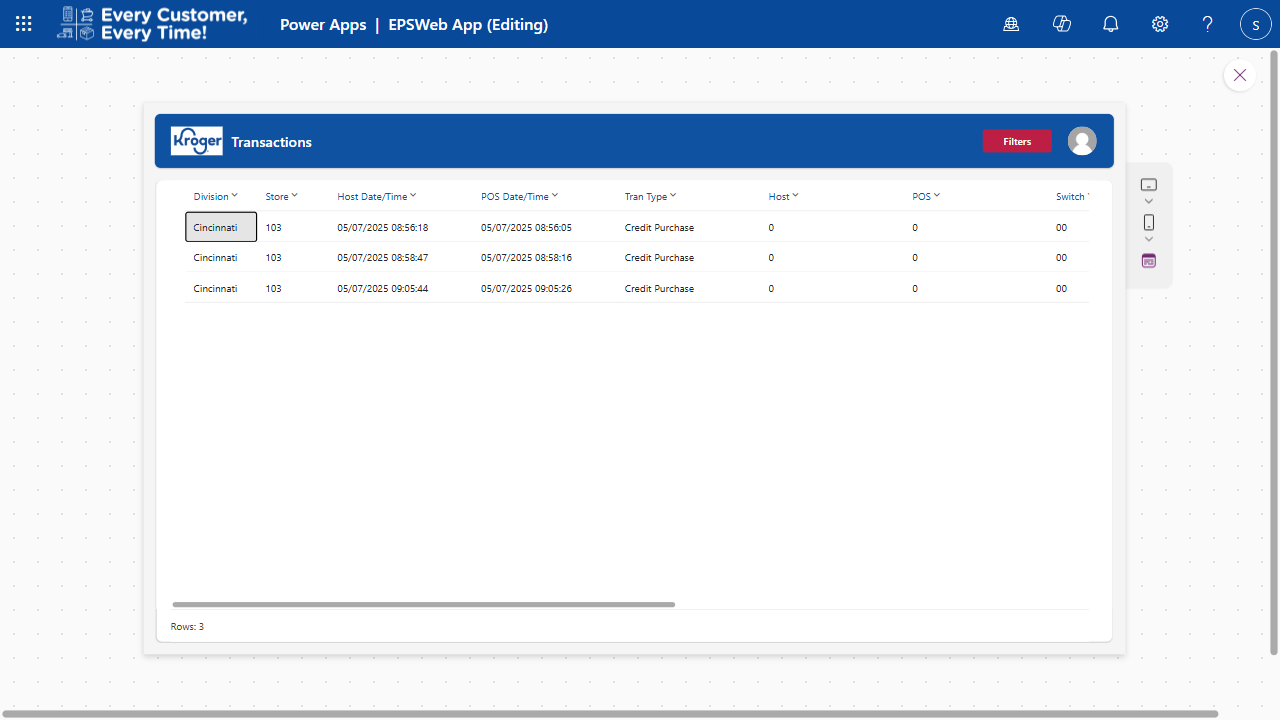 Every Customer,
Every Time!
Power Apps | EPSWeb App (Editing)
S
Kroger
Transactions
Filters
Division Store Host Date/Time POS Date/Time Tran Type Host POS Switch
Cincinnati 103 05/07/2025 08:56:18 05/07/2025 08:56:05 Credit Purchase 0 0 00
Cincinnati 103 05/07/2025 08:58:47 05/07/2025 08:58:16 Credit Purchase 0 0 00
Cincinnati 103 05/07/2025 09:05:44 05/07/2025 09:05:26 Credit Purchase 0 0 00
Rows: 3